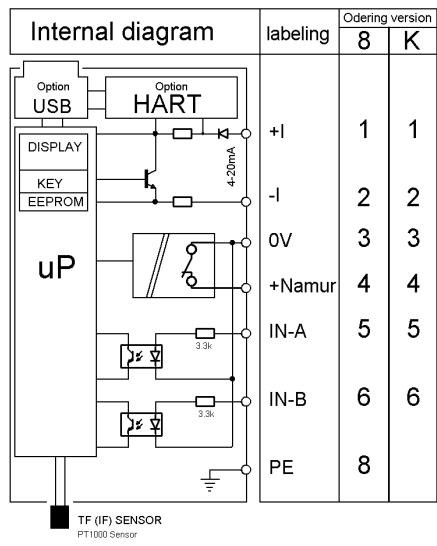 Internal diagram
labeling
Odering version
8 K
Option
USB
Option
HART
DISPLAY
KEY
EEPROM
uP
4-20mA
+I 1 1
-I 2 2
0V 3 3
+Namur 4 4
3.3k
IN-A 5 5
3.3k
IN-B 6 6
PE 8
TF (IF) SENSOR
PT1000 Sensor